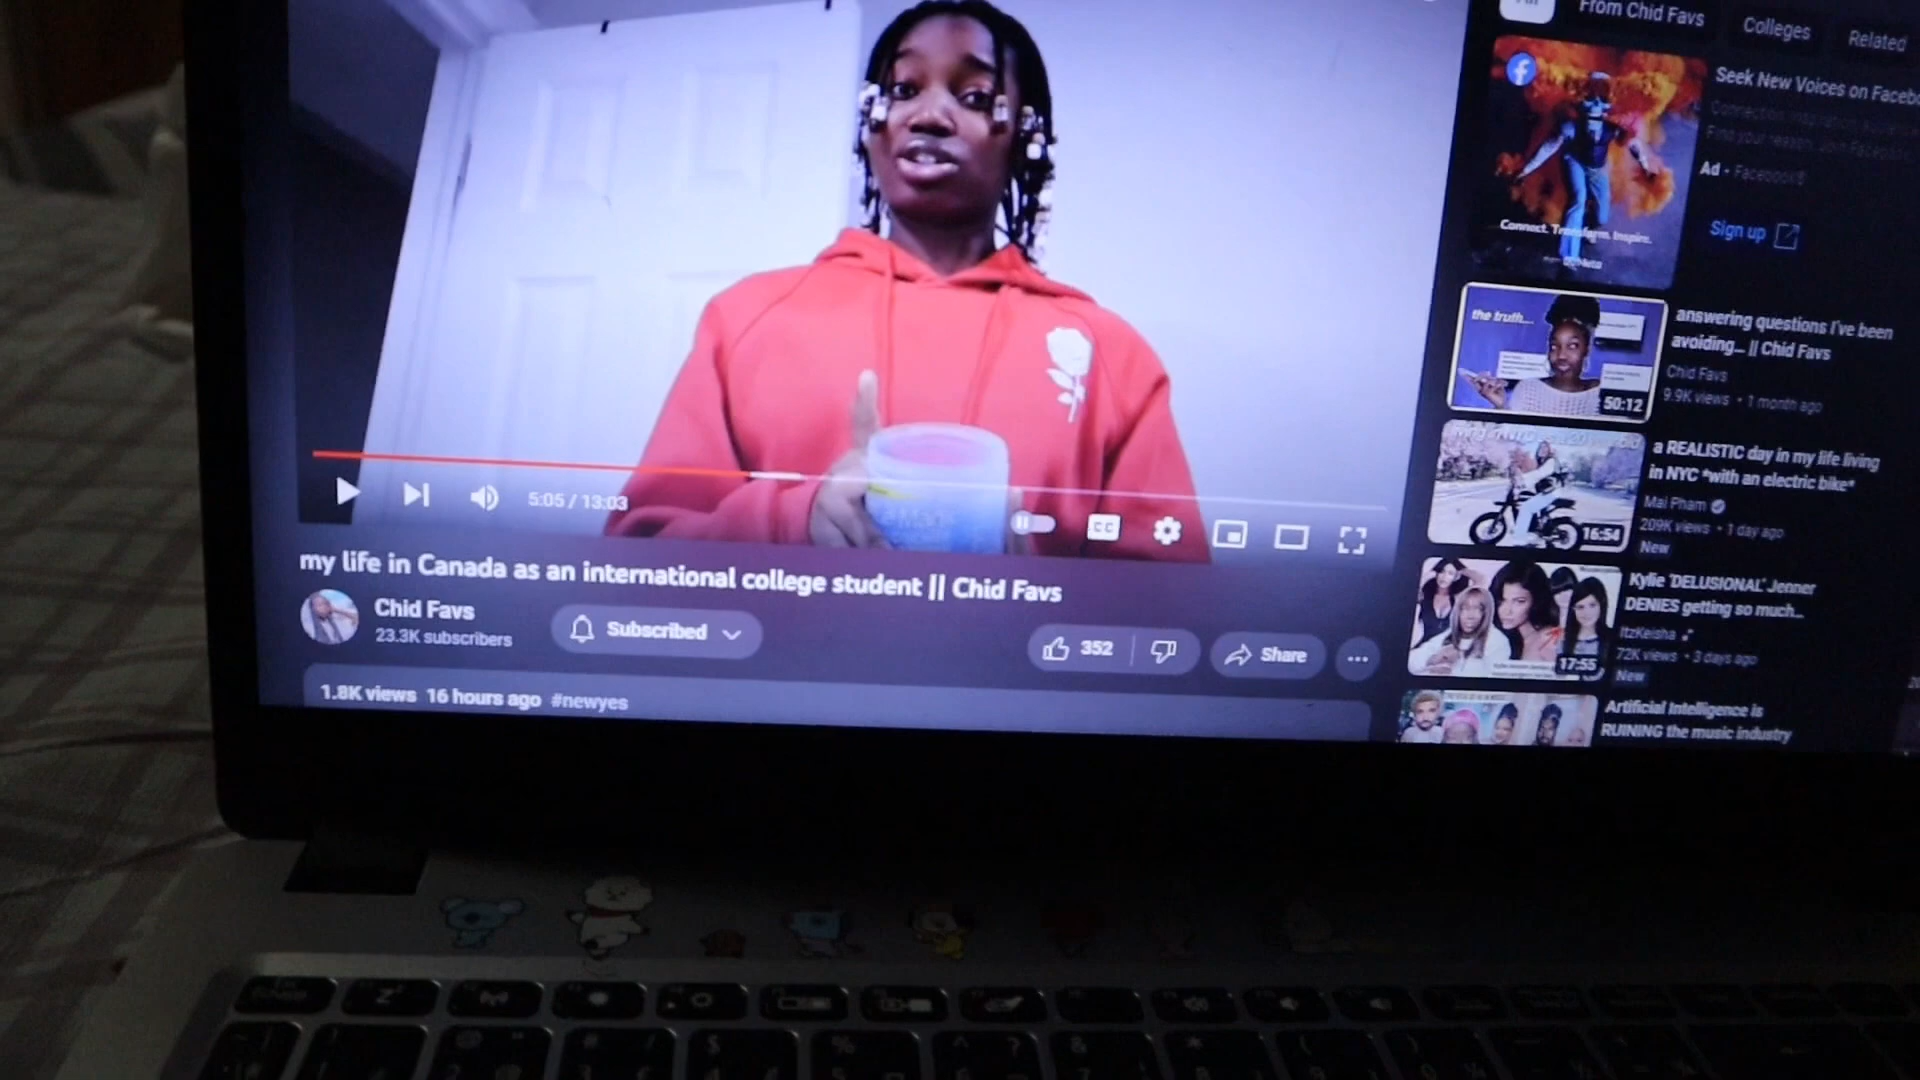 From Chid Favs
Colleges
Related
Seek New Voices on
Ad
Sign up
Connect. Transform. Inspire.
the truth...
50:12
answering questions I've been
avoiding... || Chid Favs
Chid Favs
9.9K views • 1 month ago
16:54
a REALISTIC day in my life living
in NYC *with an electric bike*
Mai Pham
209K views • 1 day ago
New
17:55
Kylie 'DELUSIONAL' Jenner
DENIES getting so much...
ItzKeisha
72K views • 3 days ago
New
Artificial Intelligence is
RUINING the music industry
5:05 / 13:03
CC
my life in Canada as an international college student || Chid Favs
Chid Favs
23.3K subscribers
Subscribed
352
Share
1.8K views 16 hours ago #newyes